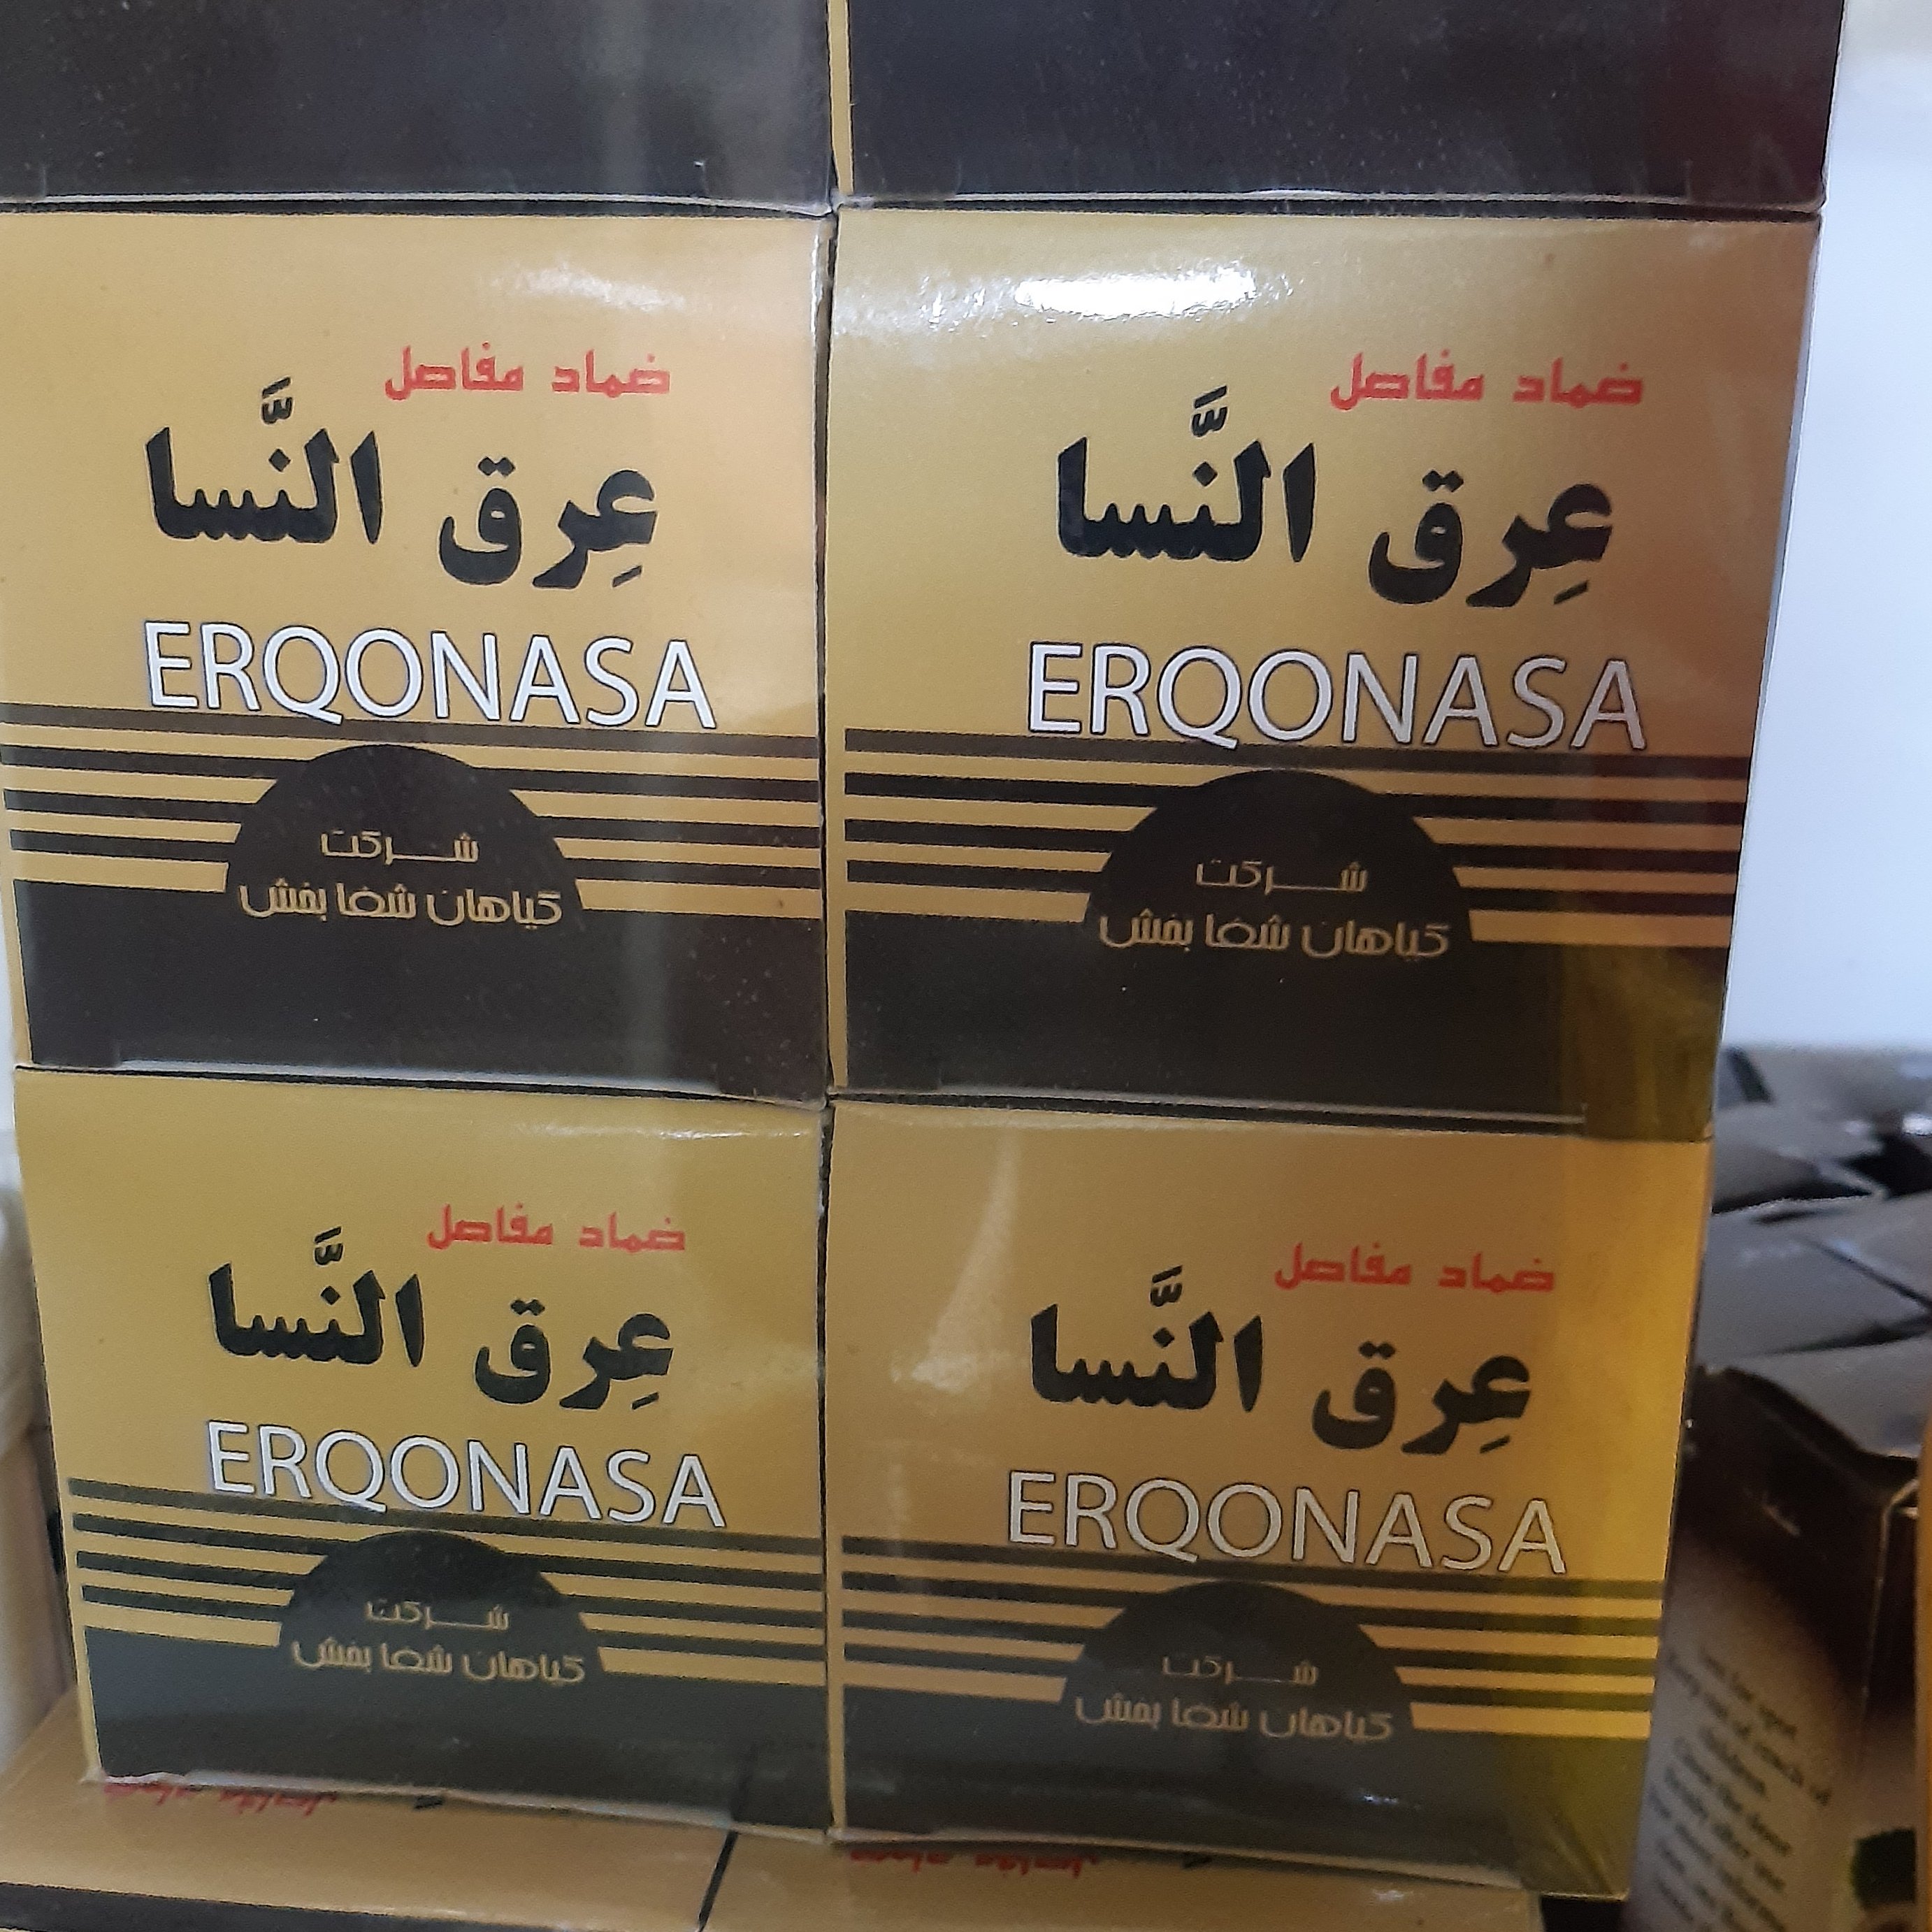 ضماد مفاصل
عِرق النَّسا
ERQONASA
شرکت
گیاهان شفا بخش
ضماد مفاصل
عِرق النَّسا
ERQONASA
شرکت
گیاهان شفا بخش
ضماد مفاصل
عِرق النَّسا
ERQONASA
شرکت
گیاهان شفا بخش
ضماد مفاصل
عِرق النَّسا
ERQONASA
شرکت
گیاهان شفا بخش